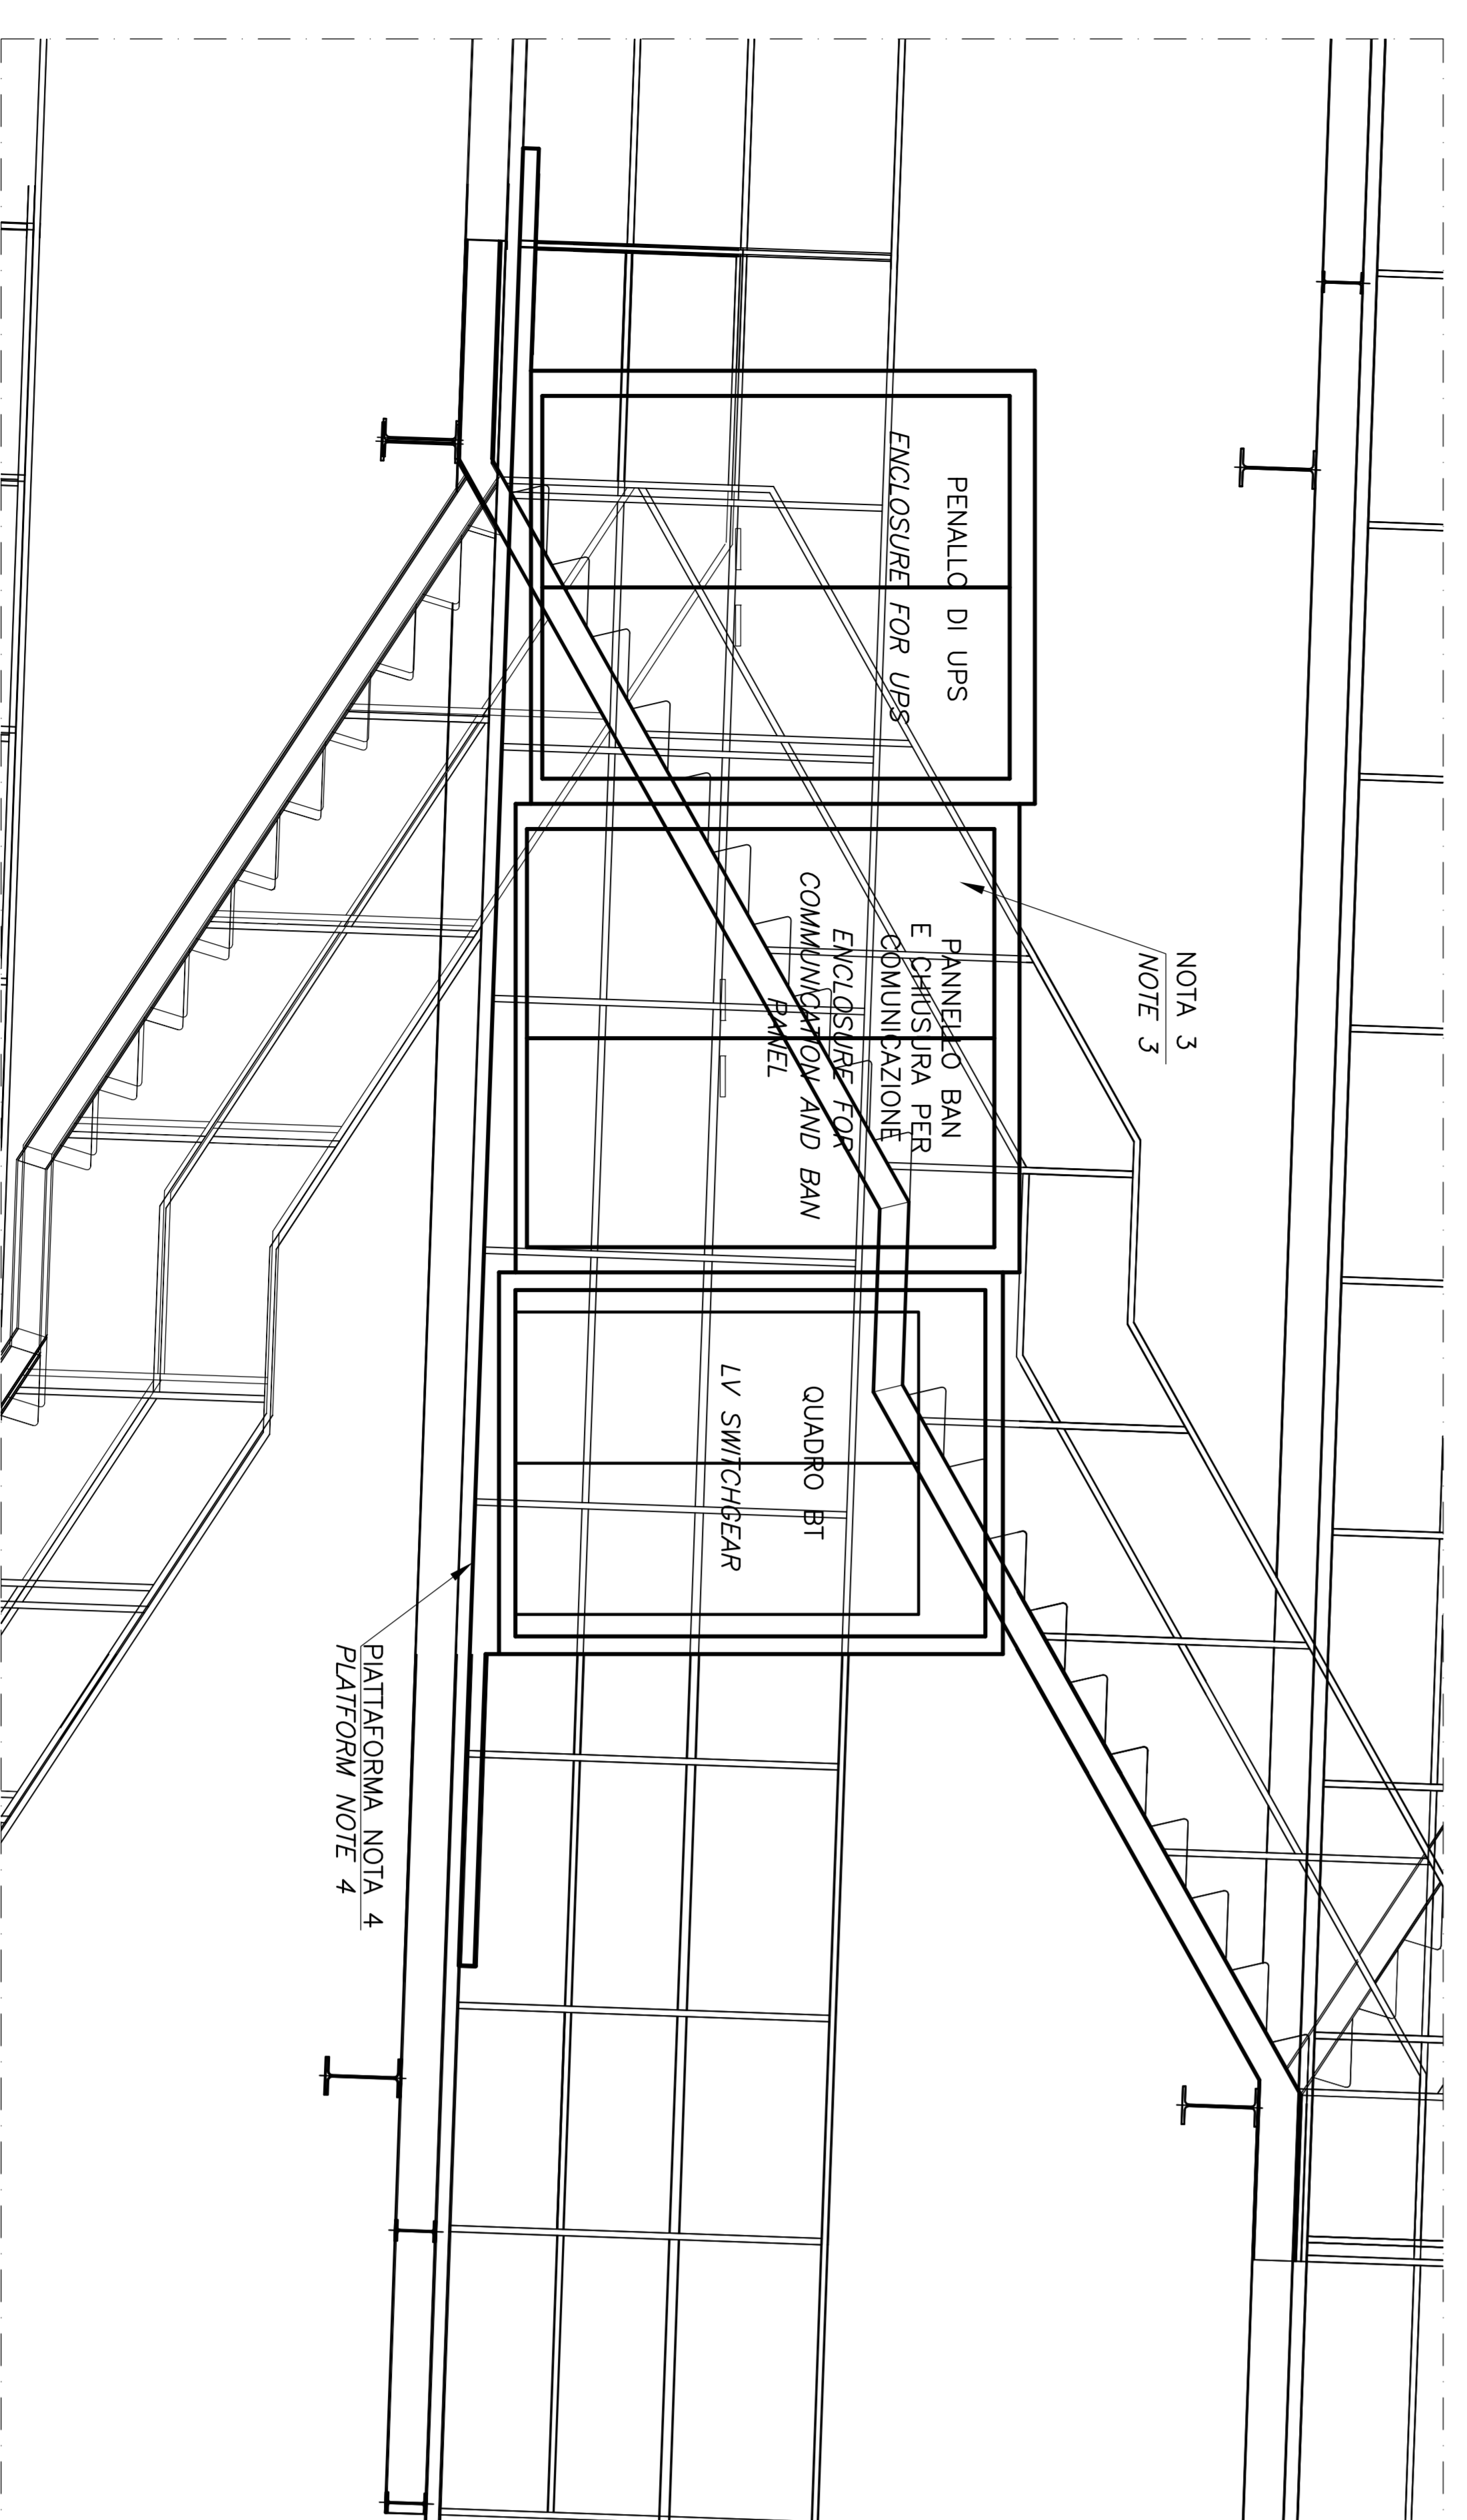 PENALLO DI UPS
ENCLOSURE FOR UPS
NOTA 3
NOTE 3
PANNELLO BAN
E CHIUSURA PER
COMUNICAZIONE
ENCLOSURE FOR
COMMUNICATION AND BAN
PANEL
QUADRO BT
LV SWITCHGEAR
PIATTAFORMA NOTA 4
PLATFORM NOTE 4